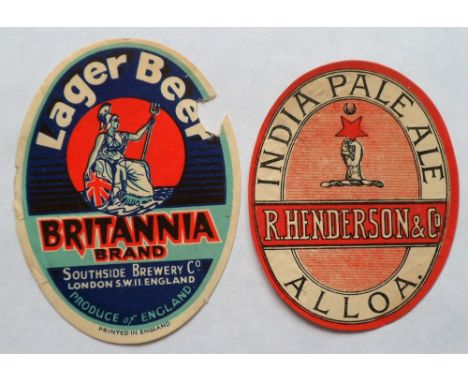 Lager Beer
BRITANNIA
BRAND
SOUTHSIDE BREWERY Co
LONDON S.W.II. ENGLAND
PRODUCE of ENGLAND
PRINTED IN ENGLAND
INDIA PALE ALE
R. HENDERSON & Co
ALLOA.